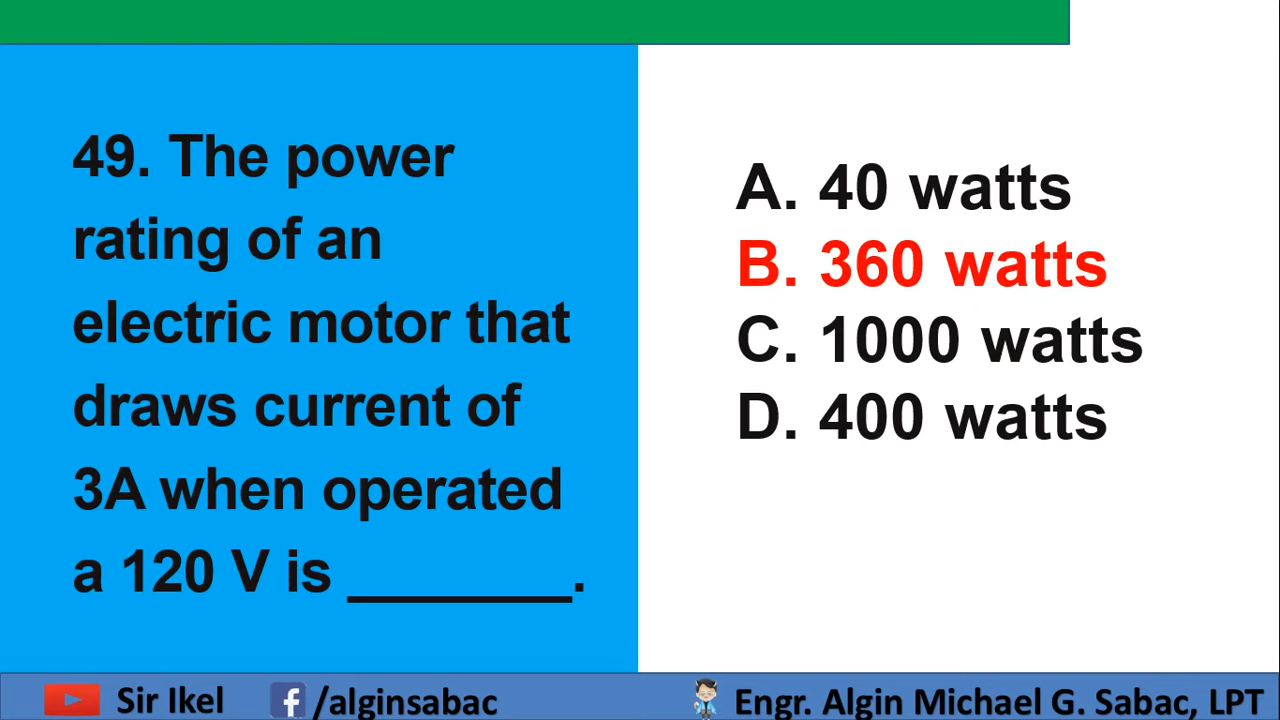 49. The power
rating of an
electric motor that
draws current of
3A when operated
a 120 V is _______.
A. 40 watts
B. 360 watts
C. 1000 watts
D. 400 watts
Sir Ikel
/alginsabac
Engr. Algin Michael G. Sabac, LPT